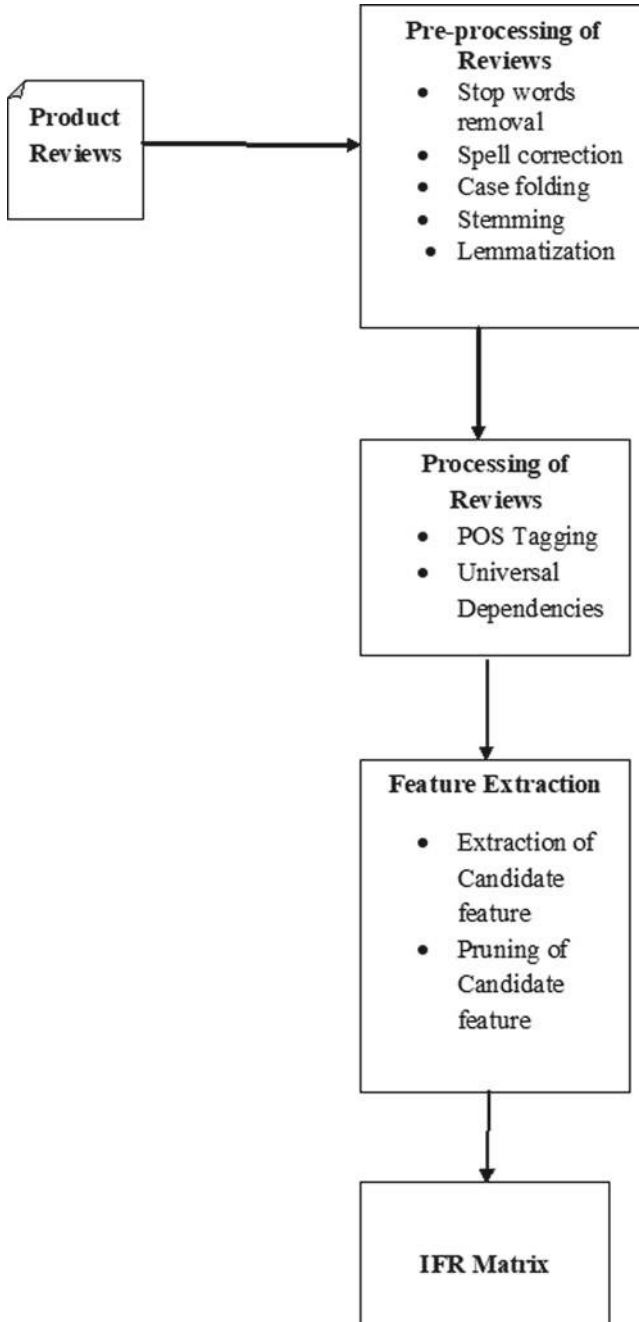 Product
Reviews
Pre-processing of
Reviews
• Stop words
removal
• Spell correction
• Case folding
• Stemming
• Lemmatization
Processing of
Reviews
• POS Tagging
• Universal
Dependencies
Feature Extraction
• Extraction of
Candidate
feature
• Pruning of
Candidate
feature
IFR Matrix